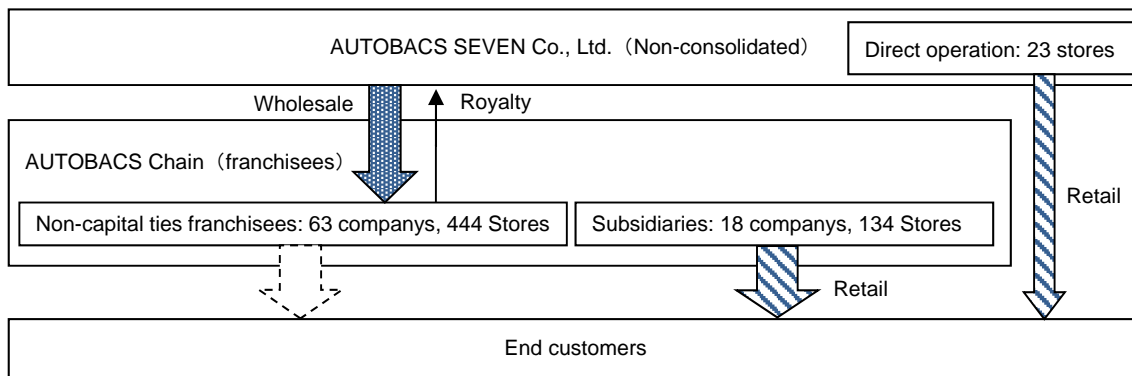 AUTOBACS SEVEN Co., Ltd.（Non-consolidated）
Direct operation: 23 stores
Wholesale
Royalty
AUTOBACS Chain（franchisees）
Retail
Non-capital ties franchisees: 63 companys, 444 Stores
Subsidiaries: 18 companys, 134 Stores
Retail
End customers